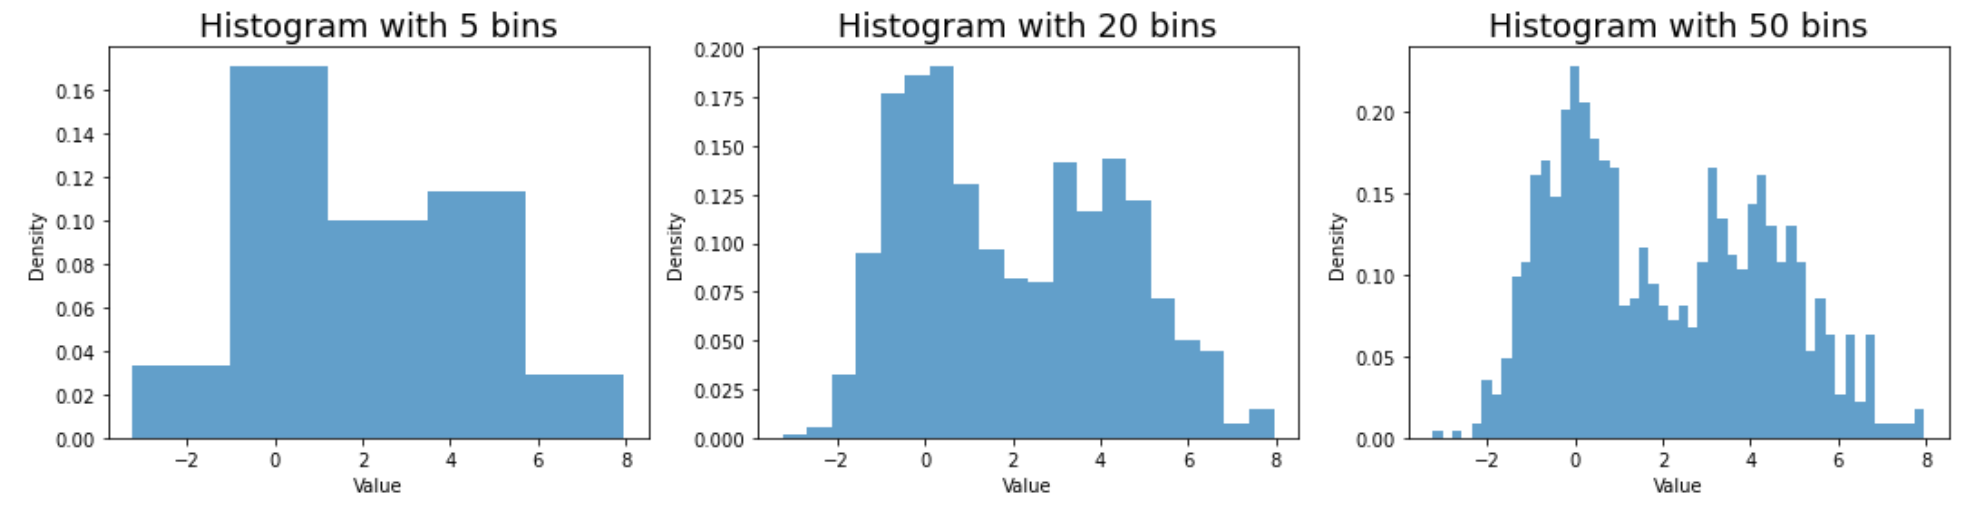 Histogram with 5 bins
0.16
0.14
0.12
0.10
0.08
0.06
0.04
0.02
0.00
Density
−2 0 2 4 6 8
Value
Histogram with 20 bins
0.200
0.175
0.150
0.125
0.100
0.075
0.050
0.025
0.000
Density
−2 0 2 4 6 8
Value
Histogram with 50 bins
0.20
0.15
0.10
0.05
0.00
Density
−2 0 2 4 6 8
Value